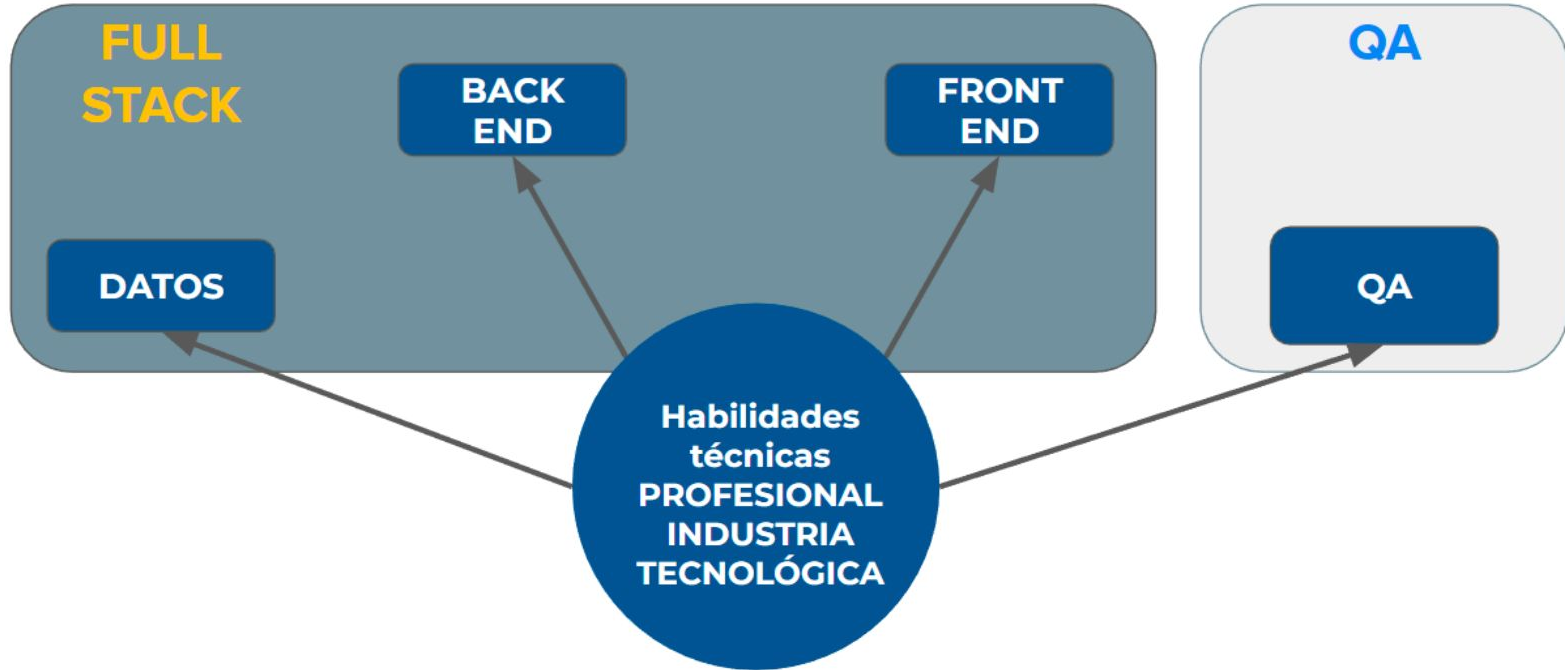 FULL
STACK
QA
BACK
END
FRONT
END
DATOS
QA
Habilidades
técnicas
PROFESIONAL
INDUSTRIA
TECNOLÓGICA